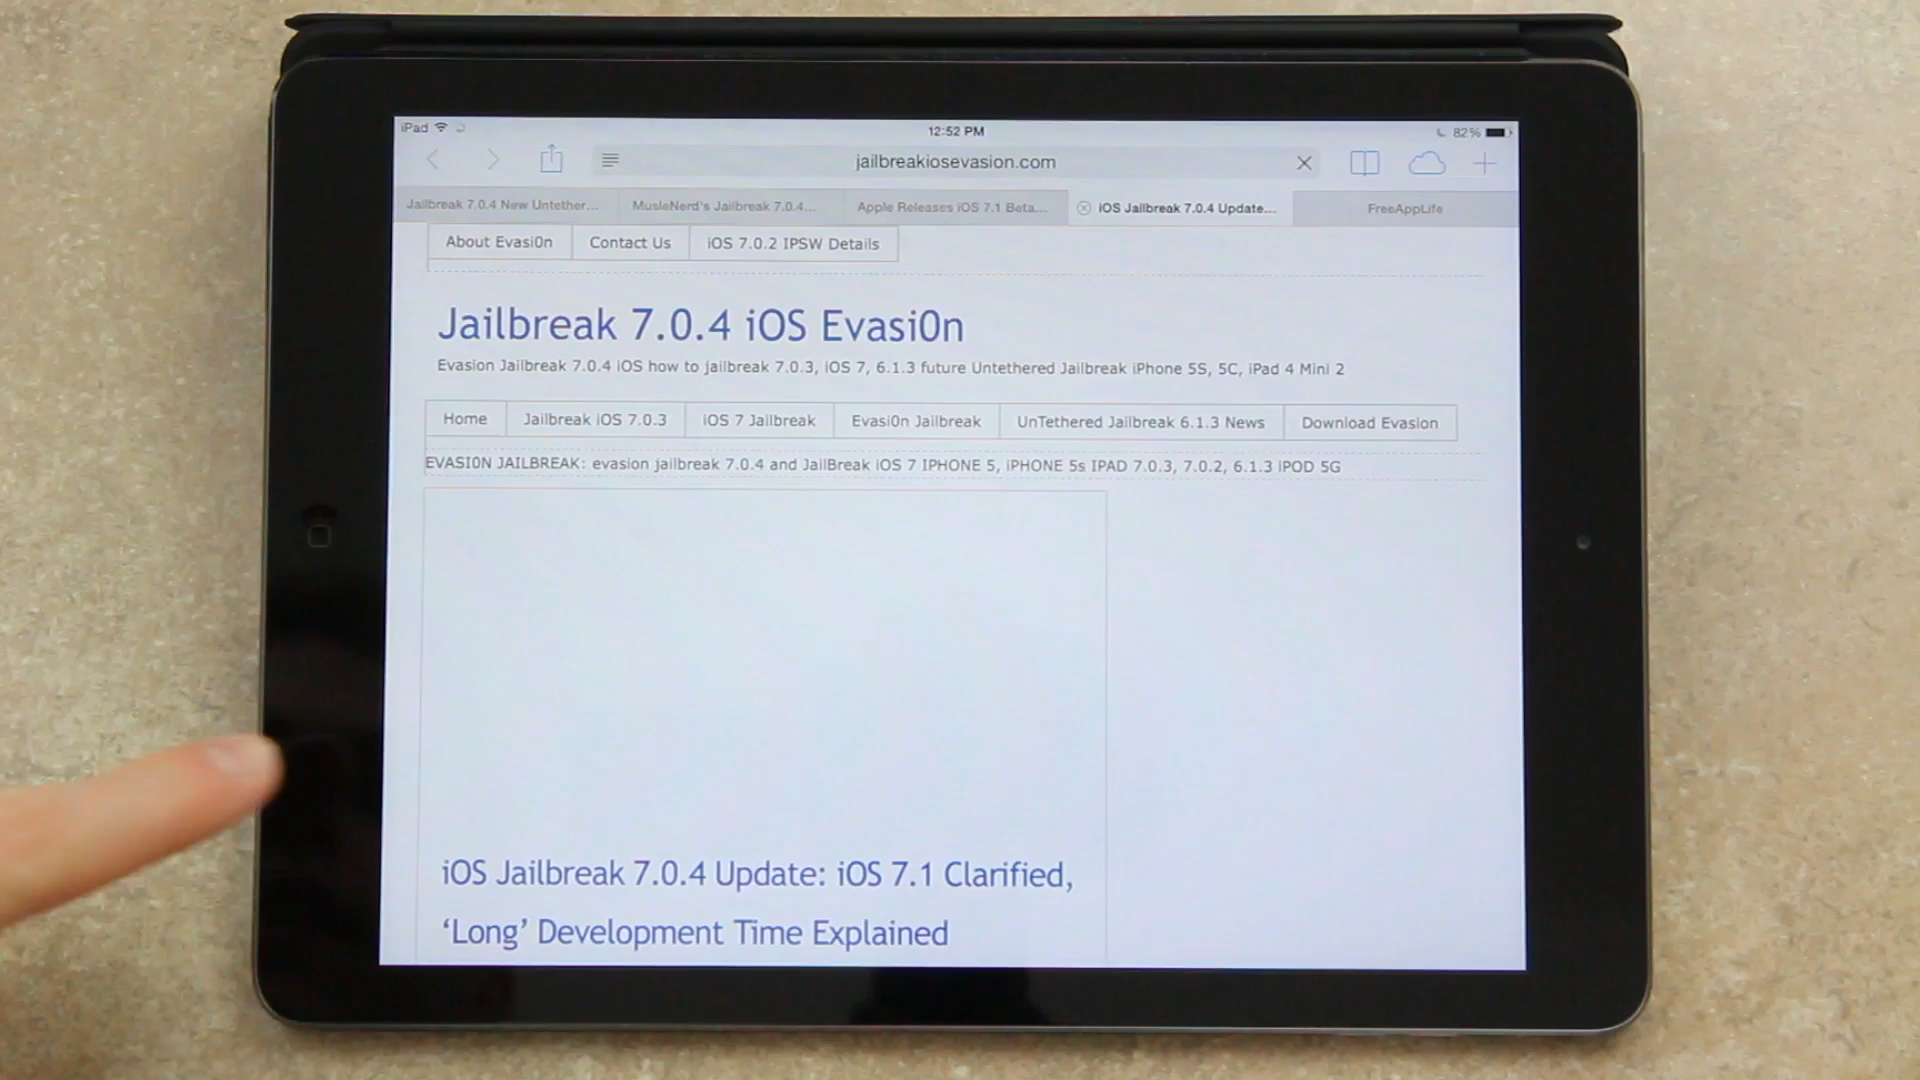 iPad
12:52 PM
82%
jailbreakiosevasion.com
Jailbreak 7.0.4 New Untether...
MusleNerd's Jailbreak 7.0.4...
Apple Releases iOS 7.1 Beta...
iOS Jailbreak 7.0.4 Update...
FreeAppLife
About Evasi0n
Contact Us
iOS 7.0.2 IPSW Details
Jailbreak 7.0.4 iOS Evasi0n
Evasion Jailbreak 7.0.4 iOS how to jailbreak 7.0.3, iOS 7, 6.1.3 future Untethered Jailbreak iPhone 5S, 5C, iPad 4 Mini 2
Home
Jailbreak iOS 7.0.3
iOS 7 Jailbreak
Evasi0n Jailbreak
UnTethered Jailbreak 6.1.3 News
Download Evasion
EVASI0N JAILBREAK: evasion jailbreak 7.0.4 and JailBreak iOS 7 IPHONE 5, iPHONE 5s IPAD 7.0.3, 7.0.2, 6.1.3 iPOD 5G
iOS Jailbreak 7.0.4 Update: iOS 7.1 Clarified,
‘Long’ Development Time Explained